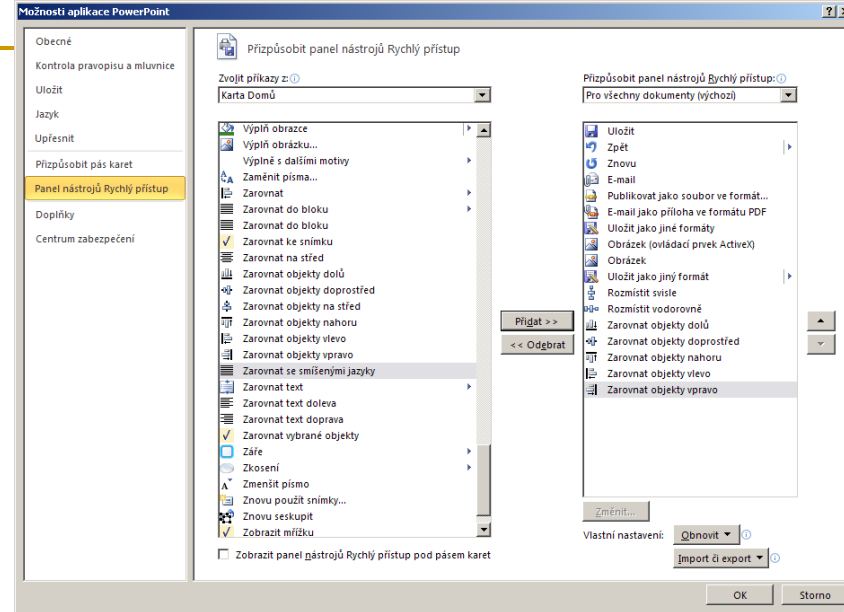 Možnosti aplikace PowerPoint
Obecné
Kontrola pravopisu a mluvnice
Uložit
Jazyk
Upřesnit
Přizpůsobit pás karet
Panel nástrojů Rychlý přístup
Doplňky
Centrum zabezpečení
Přizpůsobit panel nástrojů Rychlý přístup
Zvolit příkazy z:
Karta Domů
Výplň obrazce
Výplň obrázku...
Výplně s dalšími motivy
Zaměnit písma...
Zarovnat
Zarovnat do bloku
Zarovnat do bloku
Zarovnat ke snímku
Zarovnat na střed
Zarovnat objekty dolů
Zarovnat objekty doprostřed
Zarovnat objekty na střed
Zarovnat objekty nahoru
Zarovnat objekty vlevo
Zarovnat objekty vpravo
Zarovnat se smíšenými jazyky
Zarovnat text
Zarovnat text doleva
Zarovnat text doprava
Zarovnat vybrané objekty
Záře
Zkosení
Zmenšit písmo
Znovu použít snímky...
Znovu seskupit
Zobrazit mřížku
Zobrazit panel nástrojů Rychlý přístup pod pásem karet
Přidat >>
<< Odebrat
Přizpůsobit panel nástrojů Rychlý přístup:
Pro všechny dokumenty (výchozí)
Uložit
Zpět
Znovu
E-mail
Publikovat jako soubor ve formát...
E-mail jako příloha ve formátu PDF
Uložit jako jiné formáty
Obrázek (ovládací prvek ActiveX)
Obrázek
Uložit jako jiný formát
Rozmístit svisle
Rozmístit vodorovně
Zarovnat objekty dolů
Zarovnat objekty doprostřed
Zarovnat objekty nahoru
Zarovnat objekty vlevo
Zarovnat objekty vpravo
Změnit...
Vlastní nastavení: Obnovit
Import či export
OK Storno